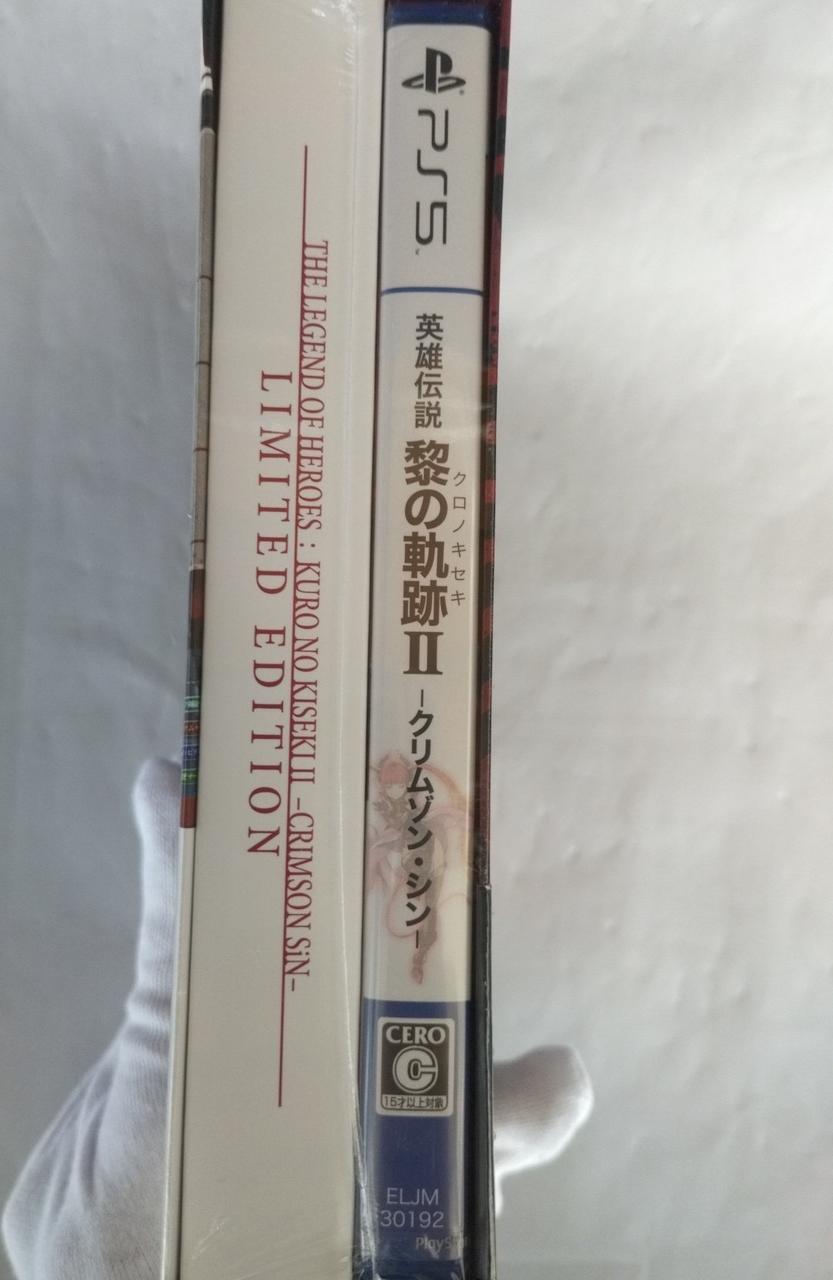 THE LEGEND OF HEROES : KURO NO KISEKI II –CRIMSON SiN–
LIMITED EDITION
PS5
英雄伝説
黎の軌跡II
クロノキセキ
–クリムゾン・シン–
CERO
C
15才以上対象
ELJM
30192